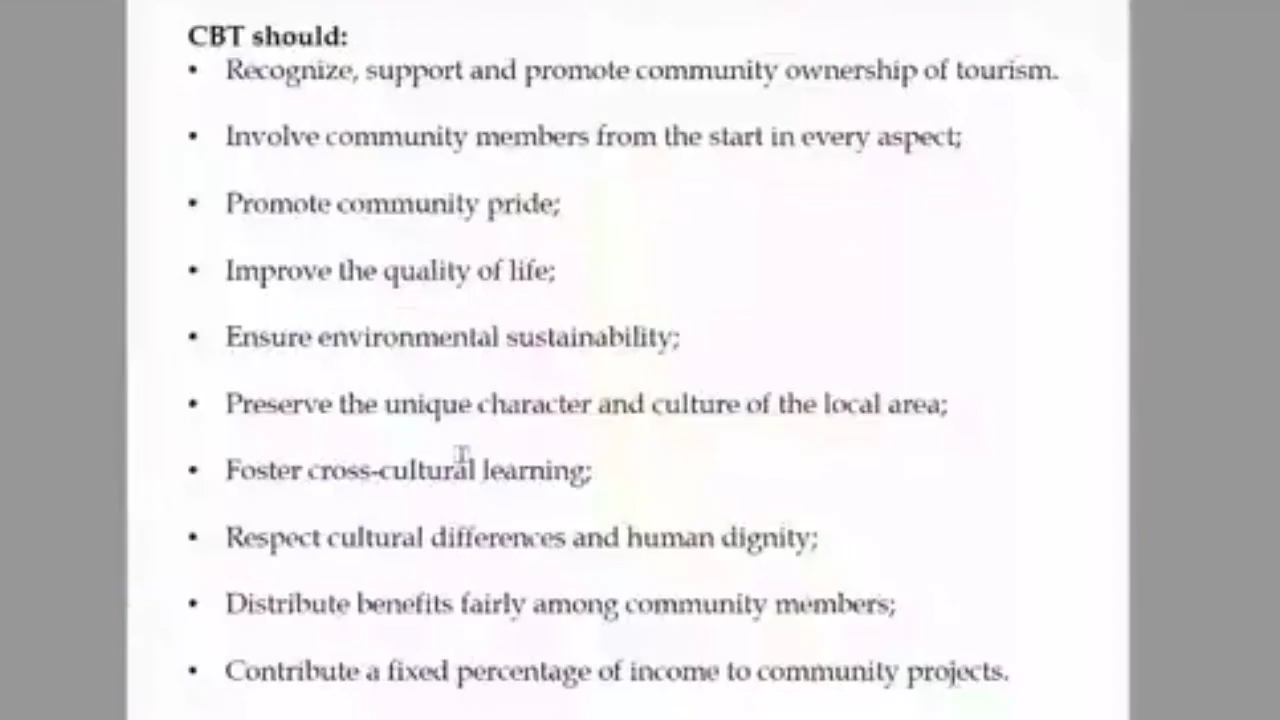 CBT should:
• Recognize, support and promote community ownership of tourism.
• Involve community members from the start in every aspect;
• Promote community pride;
• Improve the quality of life;
• Ensure environmental sustainability;
• Preserve the unique character and culture of the local area;
• Foster cross-cultural learning;
• Respect cultural differences and human dignity;
• Distribute benefits fairly among community members;
• Contribute a fixed percentage of income to community projects.